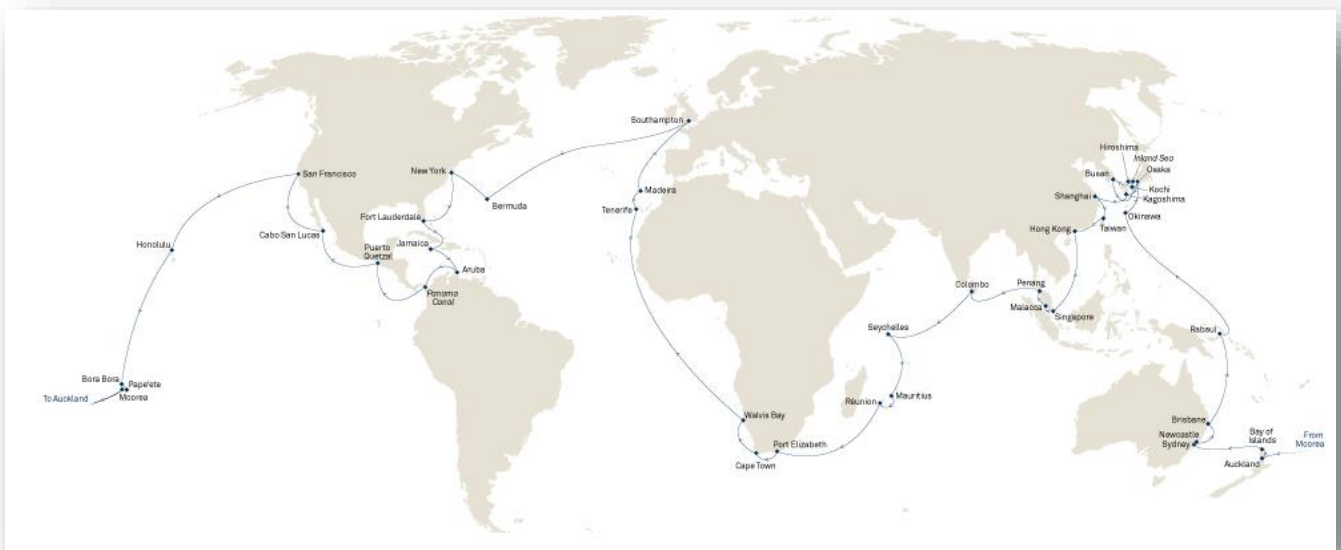 Southampton
New York
Bermuda
San Francisco
Fort Lauderdale
Cabo San Lucas
Jamaica
Puerto
Quetzal
Aruba
Panama
Canal
Honolulu
Bora Bora
Pape'ete
Moorea
To Auckland
Madeira
Tenerife
Walvis Bay
Cape Town
Port Elizabeth
Réunion
Mauritius
Seychelles
Colombo
Penang
Malacca
Singapore
Hong Kong
Taiwan
Shanghai
Busan
Hiroshima
Inland Sea
Osaka
Kochi
Kagoshima
Okinawa
Rabaul
Brisbane
Newcastle
Sydney
Bay of
Islands
Auckland
From
Moorea